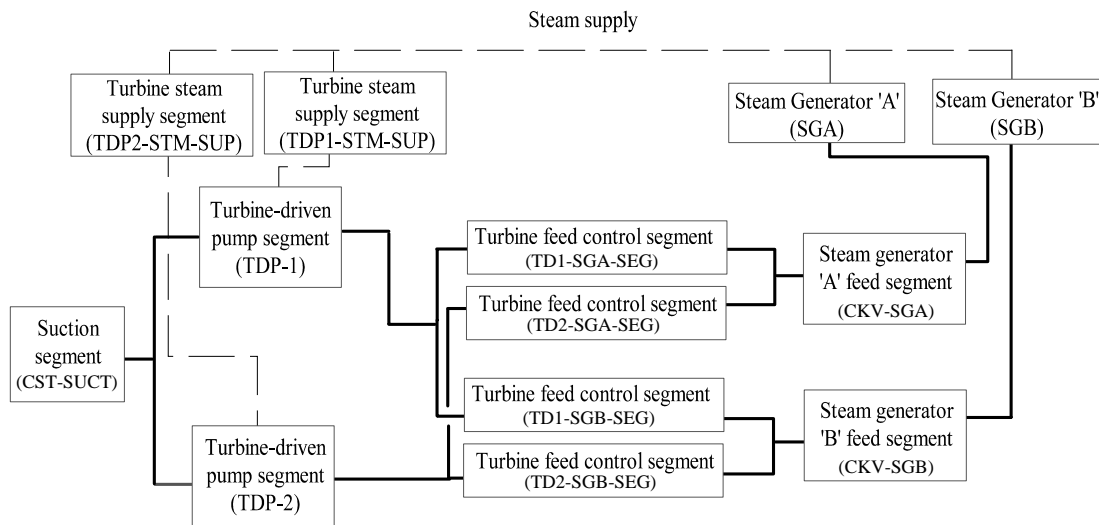 Steam supply
Turbine steam
supply segment
(TDP2-STM-SUP)
Turbine steam
supply segment
(TDP1-STM-SUP)
Steam Generator 'A'
(SGA)
Steam Generator 'B'
(SGB)
Turbine-driven
pump segment
(TDP-1)
Turbine feed control segment
(TD1-SGA-SEG)
Turbine feed control segment
(TD2-SGA-SEG)
Steam generator
'A' feed segment
(CKV-SGA)
Suction
segment
(CST-SUCT)
Turbine feed control segment
(TD1-SGB-SEG)
Turbine feed control segment
(TD2-SGB-SEG)
Steam generator
'B' feed segment
(CKV-SGB)
Turbine-driven
pump segment
(TDP-2)